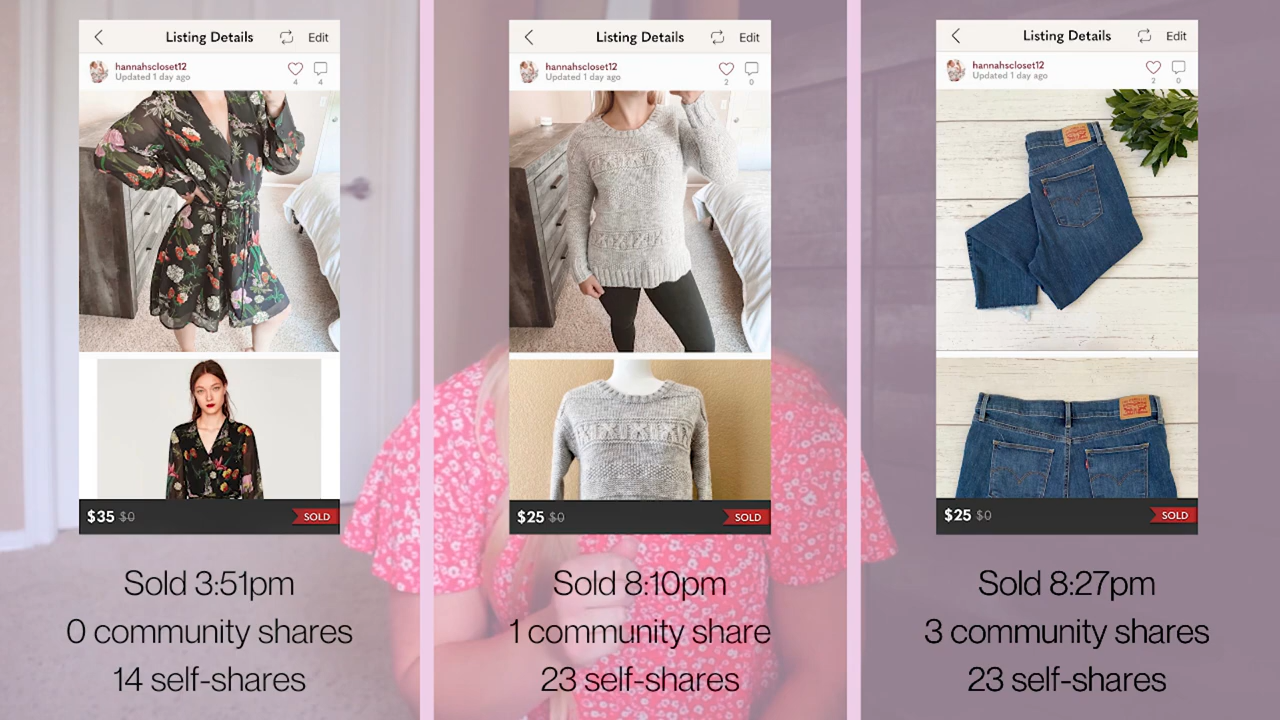 Listing Details
Edit
hannahscloset12
Updated 1 day ago
4
4
$35 $0
SOLD
Sold 3:51pm
0 community shares
14 self-shares
Listing Details
Edit
hannahscloset12
Updated 1 day ago
2
0
$25 $0
SOLD
Sold 8:10pm
1 community share
23 self-shares
Listing Details
Edit
hannahscloset12
Updated 1 day ago
2
0
$25 $0
SOLD
Sold 8:27pm
3 community shares
23 self-shares